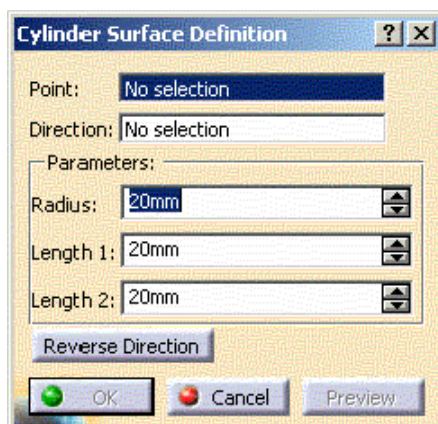 Cylinder Surface Definition ? X
Point: No selection
Direction: No selection
Parameters:
Radius: 20mm
Length 1: 20mm
Length 2: 20mm
Reverse Direction
OK Cancel Preview